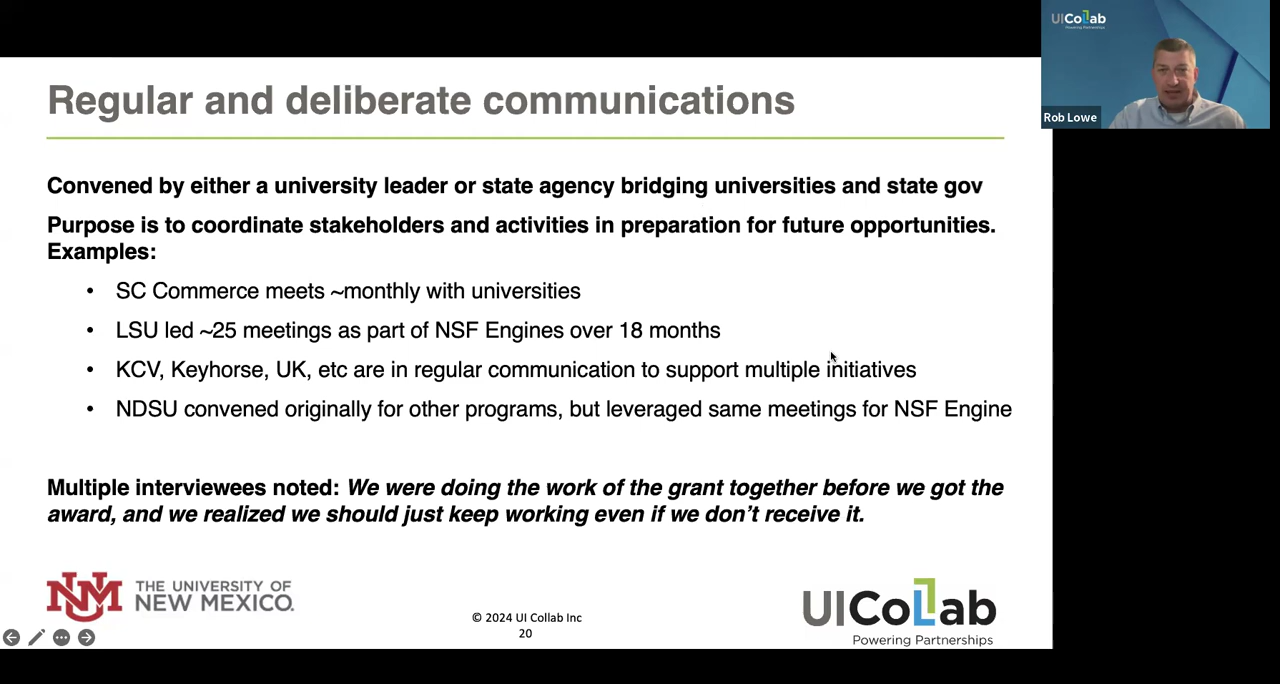 Regular and deliberate communications
Convened by either a university leader or state agency bridging universities and state gov
Purpose is to coordinate stakeholders and activities in preparation for future opportunities.
Examples:
• SC Commerce meets ~monthly with universities
• LSU led ~25 meetings as part of NSF Engines over 18 months
• KCV, Keyhorse, UK, etc are in regular communication to support multiple initiatives
• NDSU convened originally for other programs, but leveraged same meetings for NSF Engine
Multiple interviewees noted: We were doing the work of the grant together before we got the
award, and we realized we should just keep working even if we don’t receive it.
NM
THE UNIVERSITY OF
NEW MEXICO.
© 2024 UI Collab Inc
20
UICoLab
Powering Partnerships
UICoLab
Powering Partnerships
Rob Lowe